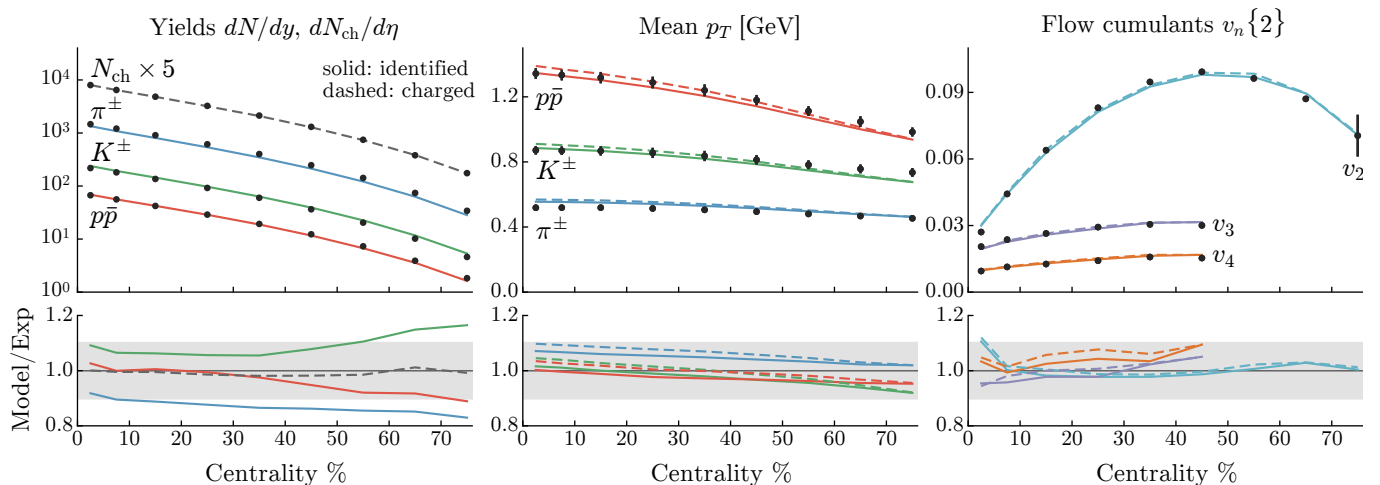 Yields dN/dy, dN_ch/dη
Mean p_T [GeV]
Flow cumulants v_n{2}
10⁴
10³
10²
10¹
10⁰
N_ch × 5
π±
K±
pp̄
solid: identified
dashed: charged
1.2
0.8
0.4
0.0
pp̄
K±
π±
0.09
0.06
0.03
0.00
v₂
v₃
v₄
Model/Exp
1.2
1.0
0.8
0 10 20 30 40 50 60 70
Centrality %
1.2
1.0
0.8
0 10 20 30 40 50 60 70
Centrality %
1.2
1.0
0.8
0 10 20 30 40 50 60 70
Centrality %